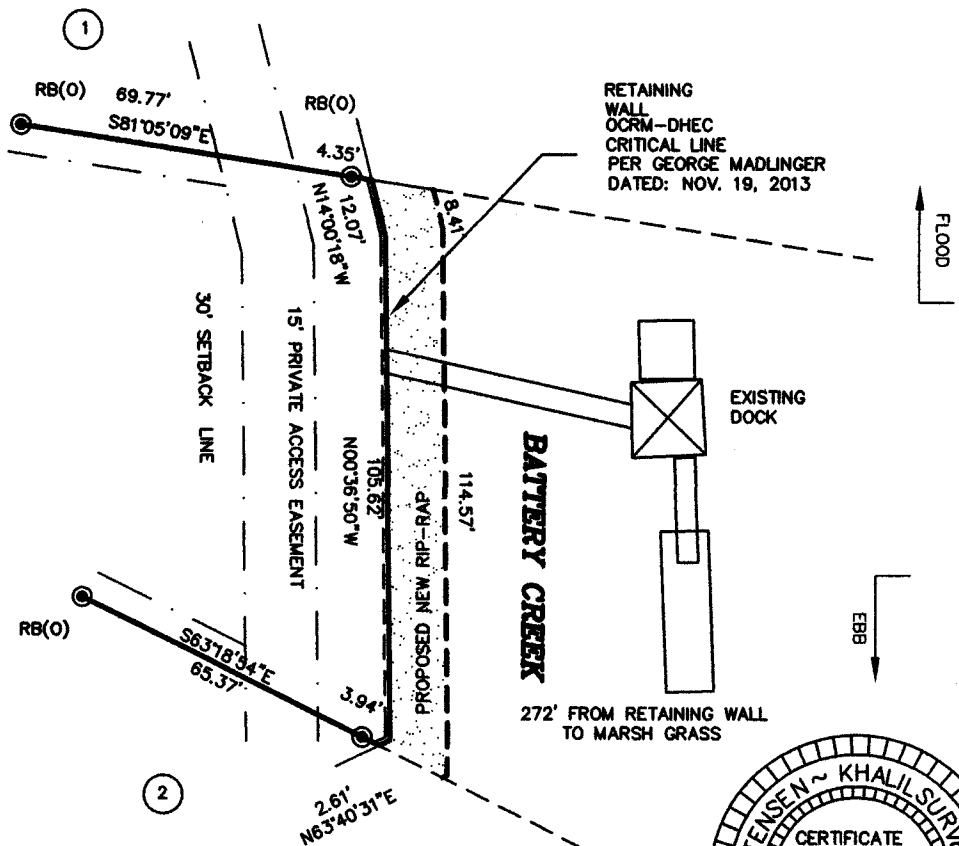 1
RB(O)
69.77'
S81°05'09"E
RB(O)
4.35'
12.07'
N14°00'18"W
8.41'
RETAINING
WALL
OCRM-DHEC
CRITICAL LINE
PER GEORGE MADLINGER
DATED: NOV. 19, 2013
FLOOD
30' SETBACK LINE
15' PRIVATE ACCESS EASEMENT
105.62'
N00°36'50"W
PROPOSED NEW RIP-RAP
114.57'
BATTERY CREEK
EXISTING
DOCK
EBB
RB(O)
S63°18'54"E
65.37'
3.94'
272' FROM RETAINING WALL
TO MARSH GRASS
2
2.61'
N63°40'31"E
ENSEN ~ KHALIL SURV
CERTIFICATE